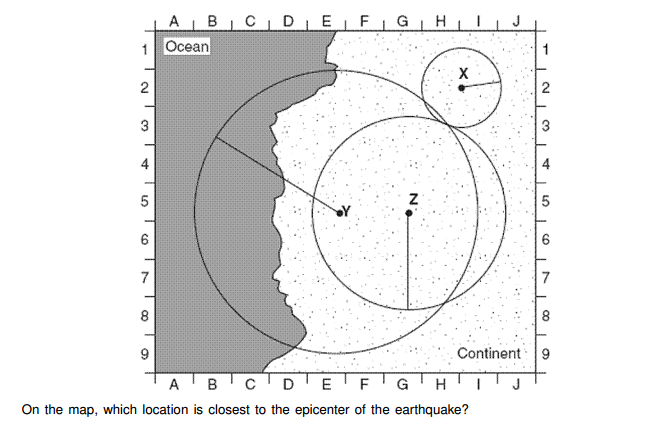 A B C D E F G H I J
Ocean
1 1
X
2 2
3 3
4 4
Z
5 5
Y
6 6
7 7
8 8
Continent
9 9
A B C D E F G H I J
On the map, which location is closest to the epicenter of the earthquake?